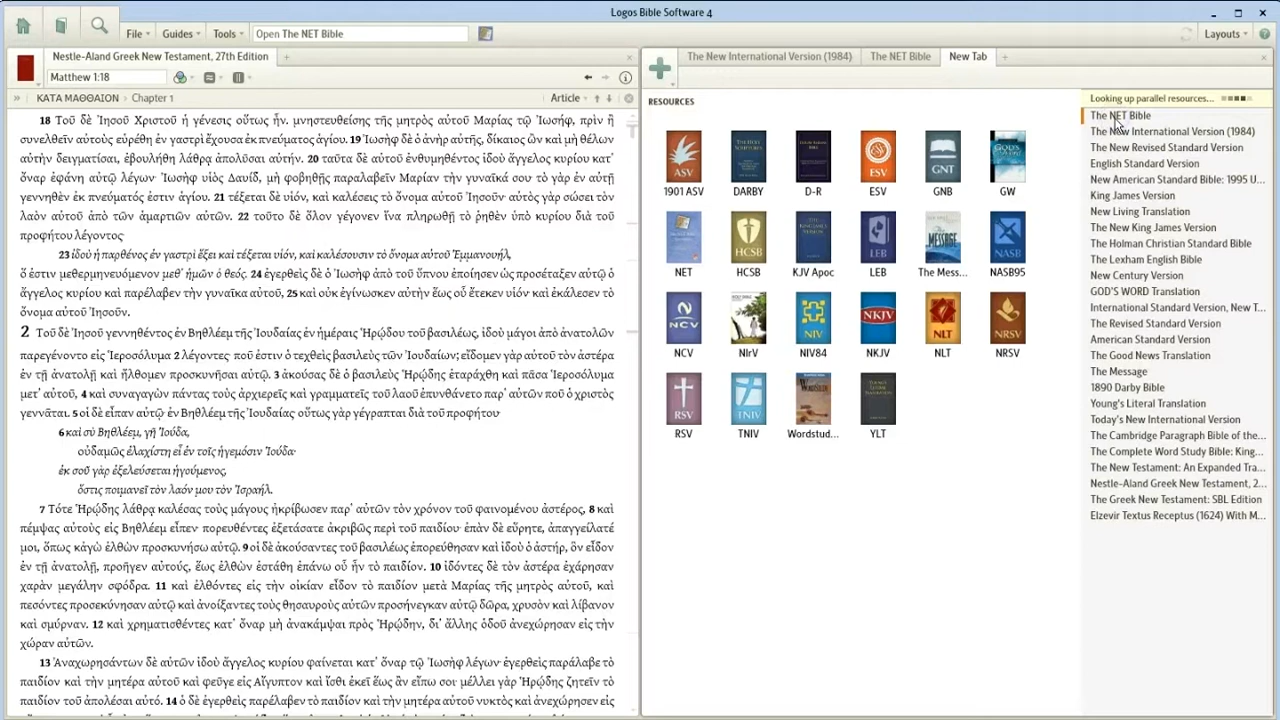 Logos Bible Software 4
File
Guides
Tools
Open The NET Bible
Layouts
Nestle-Aland Greek New Testament, 27th Edition
Matthew 1:18
ΚΑΤΑ ΜΑΘΘΑΙΟΝ › Chapter 1
Article
18 Τοῦ δὲ Ἰησοῦ Χριστοῦ ἡ γένεσις οὕτως ἦν. μνηστευθείσης τῆς μητρὸς αὐτοῦ Μαρίας τῷ Ἰωσήφ, πρὶν ἢ
συνελθεῖν αὐτοὺς εὑρέθη ἐν γαστρὶ ἔχουσα ἐκ πνεύματος ἁγίου. 19 Ἰωσὴφ δὲ ὁ ἀνὴρ αὐτῆς, δίκαιος ὢν καὶ μὴ θέλων
αὐτὴν δειγματίσαι, ἐβουλήθη λάθρᾳ ἀπολῦσαι αὐτήν. 20 ταῦτα δὲ αὐτοῦ ἐνθυμηθέντος ἰδοὺ ἄγγελος κυρίου κατ᾽
ὄναρ ἐφάνη αὐτῷ λέγων· Ἰωσὴφ υἱὸς Δαυίδ, μὴ φοβηθῇς παραλαβεῖν Μαρίαν τὴν γυναῖκά σου· τὸ γὰρ ἐν αὐτῇ
γεννηθὲν ἐκ πνεύματός ἐστιν ἁγίου. 21 τέξεται δὲ υἱόν, καὶ καλέσεις τὸ ὄνομα αὐτοῦ Ἰησοῦν· αὐτὸς γὰρ σώσει τὸν
λαὸν αὐτοῦ ἀπὸ τῶν ἁμαρτιῶν αὐτῶν. 22 τοῦτο δὲ ὅλον γέγονεν ἵνα πληρωθῇ τὸ ῥηθὲν ὑπὸ κυρίου διὰ τοῦ
προφήτου λέγοντος·
23 ἰδοὺ ἡ παρθένος ἐν γαστρὶ ἕξει καὶ τέξεται υἱόν, καὶ καλέσουσιν τὸ ὄνομα αὐτοῦ Ἐμμανουήλ,
ὅ ἐστιν μεθερμηνευόμενον μεθ᾽ ἡμῶν ὁ θεός. 24 ἐγερθεὶς δὲ ὁ Ἰωσὴφ ἀπὸ τοῦ ὕπνου ἐποίησεν ὡς προσέταξεν αὐτῷ ὁ
ἄγγελος κυρίου καὶ παρέλαβεν τὴν γυναῖκα αὐτοῦ, 25 καὶ οὐκ ἐγίνωσκεν αὐτὴν ἕως οὗ ἔτεκεν υἱόν· καὶ ἐκάλεσεν τὸ
ὄνομα αὐτοῦ Ἰησοῦν.
2 Τοῦ δὲ Ἰησοῦ γεννηθέντος ἐν Βηθλέεμ τῆς Ἰουδαίας ἐν ἡμέραις Ἡρῴδου τοῦ βασιλέως, ἰδοὺ μάγοι ἀπὸ ἀνατολῶν
παρεγένοντο εἰς Ἱεροσόλυμα 2 λέγοντες· ποῦ ἐστιν ὁ τεχθεὶς βασιλεὺς τῶν Ἰουδαίων; εἴδομεν γὰρ αὐτοῦ τὸν ἀστέρα
ἐν τῇ ἀνατολῇ καὶ ἤλθομεν προσκυνῆσαι αὐτῷ. 3 ἀκούσας δὲ ὁ βασιλεὺς Ἡρῴδης ἐταράχθη καὶ πᾶσα Ἱεροσόλυμα
μετ᾽ αὐτοῦ, 4 καὶ συναγαγὼν πάντας τοὺς ἀρχιερεῖς καὶ γραμματεῖς τοῦ λαοῦ ἐπυνθάνετο παρ᾽ αὐτῶν ποῦ ὁ χριστὸς
γεννᾶται. 5 οἱ δὲ εἶπαν αὐτῷ· ἐν Βηθλέεμ τῆς Ἰουδαίας· οὕτως γὰρ γέγραπται διὰ τοῦ προφήτου·
6 καὶ σὺ Βηθλέεμ, γῆ Ἰούδα,
οὐδαμῶς ἐλαχίστη εἶ ἐν τοῖς ἡγεμόσιν Ἰούδα·
ἐκ σοῦ γὰρ ἐξελεύσεται ἡγούμενος,
ὅστις ποιμανεῖ τὸν λαόν μου τὸν Ἰσραήλ.
7 Τότε Ἡρῴδης λάθρᾳ καλέσας τοὺς μάγους ἠκρίβωσεν παρ᾽ αὐτῶν τὸν χρόνον τοῦ φαινομένου ἀστέρος, 8 καὶ
πέμψας αὐτοὺς εἰς Βηθλέεμ εἶπεν· πορευθέντες ἐξετάσατε ἀκριβῶς περὶ τοῦ παιδίου· ἐπὰν δὲ εὕρητε, ἀπαγγείλατέ
μοι, ὅπως κἀγὼ ἐλθὼν προσκυνήσω αὐτῷ. 9 οἱ δὲ ἀκούσαντες τοῦ βασιλέως ἐπορεύθησαν καὶ ἰδοὺ ὁ ἀστήρ, ὃν εἶδον
ἐν τῇ ἀνατολῇ, προῆγεν αὐτούς, ἕως ἐλθὼν ἐστάθη ἐπάνω οὗ ἦν τὸ παιδίον. 10 ἰδόντες δὲ τὸν ἀστέρα ἐχάρησαν
χαρὰν μεγάλην σφόδρα. 11 καὶ ἐλθόντες εἰς τὴν οἰκίαν εἶδον τὸ παιδίον μετὰ Μαρίας τῆς μητρὸς αὐτοῦ, καὶ
πεσόντες προσεκύνησαν αὐτῷ καὶ ἀνοίξαντες τοὺς θησαυροὺς αὐτῶν προσήνεγκαν αὐτῷ δῶρα, χρυσὸν καὶ λίβανον
καὶ σμύρναν. 12 καὶ χρηματισθέντες κατ᾽ ὄναρ μὴ ἀνακάμψαι πρὸς Ἡρῴδην, δι᾽ ἄλλης ὁδοῦ ἀνεχώρησαν εἰς τὴν
χώραν αὐτῶν.
13 Ἀναχωρησάντων δὲ αὐτῶν ἰδοὺ ἄγγελος κυρίου φαίνεται κατ᾽ ὄναρ τῷ Ἰωσὴφ λέγων· ἐγερθεὶς παράλαβε τὸ
παιδίον καὶ τὴν μητέρα αὐτοῦ καὶ φεῦγε εἰς Αἴγυπτον καὶ ἴσθι ἐκεῖ ἕως ἂν εἴπω σοι· μέλλει γὰρ Ἡρῴδης ζητεῖν τὸ
παιδίον τοῦ ἀπολέσαι αὐτό. 14 ὁ δὲ ἐγερθεὶς παρέλαβεν τὸ παιδίον καὶ τὴν μητέρα αὐτοῦ νυκτὸς καὶ ἀνεχώρησεν εἰς
The New International Version (1984)
The NET Bible
New Tab
RESOURCES
1901 ASV
DARBY
D-R
ESV
GNB
GW
NET
HCSB
KJV Apoc
LEB
The Mess...
NASB95
NCV
NIrV
NIV84
NKJV
NLT
NRSV
RSV
TNIV
Wordstud...
YLT
Looking up parallel resources...
The NET Bible
The New International Version (1984)
The New Revised Standard Version
English Standard Version
New American Standard Bible: 1995 U...
King James Version
New Living Translation
The New King James Version
The Holman Christian Standard Bible
The Lexham English Bible
New Century Version
GOD'S WORD Translation
International Standard Version, New T...
The Revised Standard Version
American Standard Version
The Good News Translation
The Message
1890 Darby Bible
Young's Literal Translation
Today's New International Version
The Cambridge Paragraph Bible of the...
The Complete Word Study Bible: King...
The New Testament: An Expanded Tra...
Nestle-Aland Greek New Testament, 2...
The Greek New Testament: SBL Edition
Elzevir Textus Receptus (1624) With M...